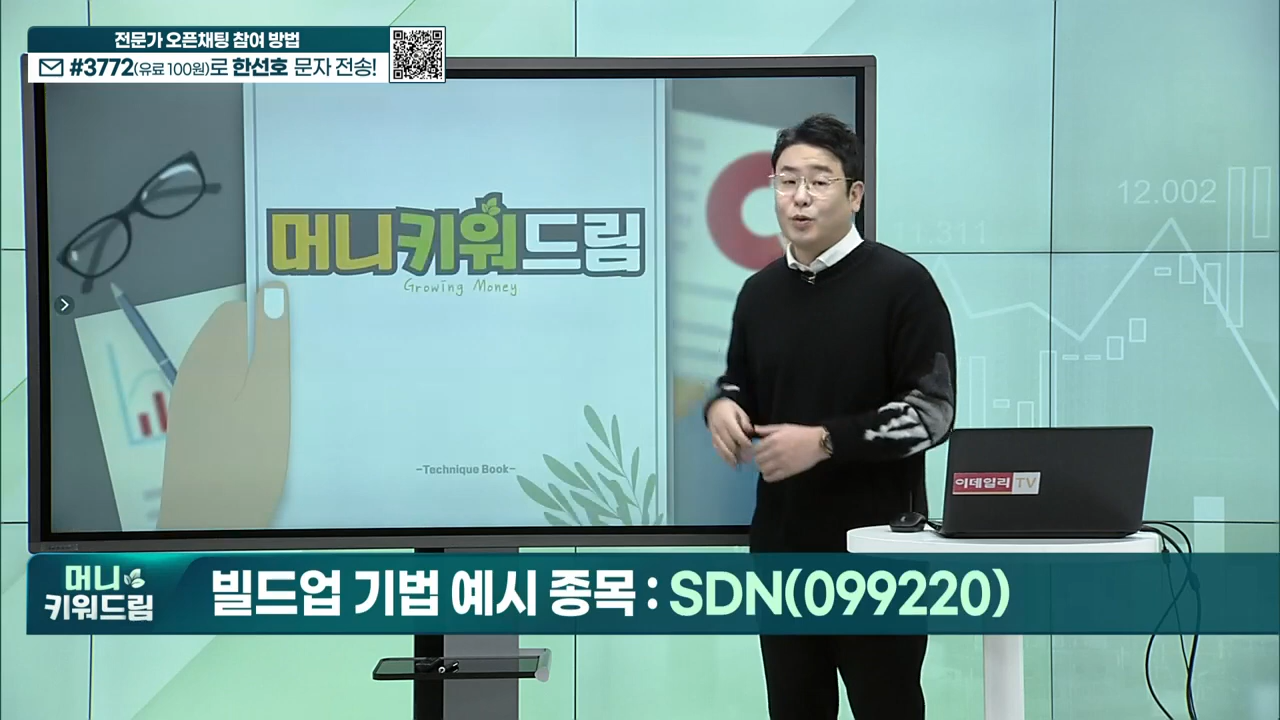 전문가 오픈채팅 참여 방법
#3772(유료 100원)로 한선호 문자 전송!
머니키워드림
Growing Money
-Technique Book-
12.002
11.311
이데일리 TV
머니
키워드림
빌드업 기법 예시 종목 : SDN(099220)